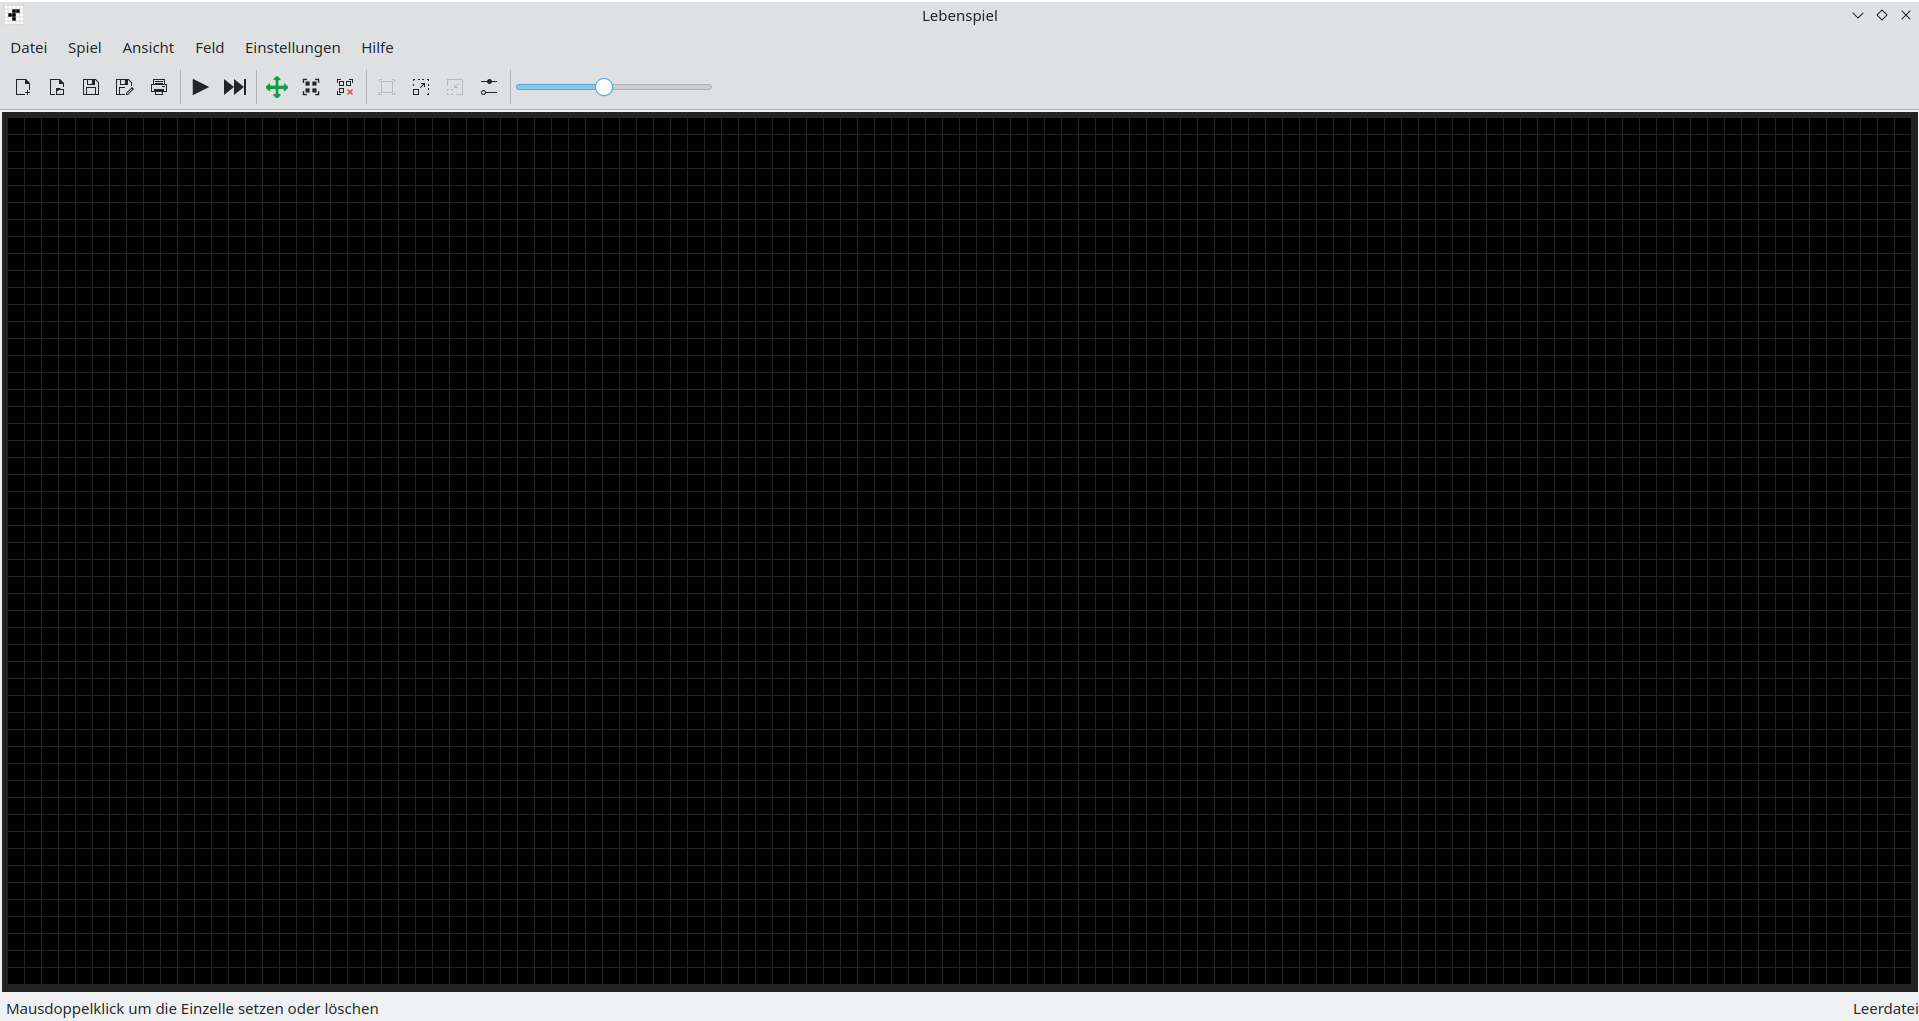 Lebenspiel
Datei Spiel Ansicht Feld Einstellungen Hilfe
Mausdoppelklick um die Einzelle setzen oder löschen
Leerdatei